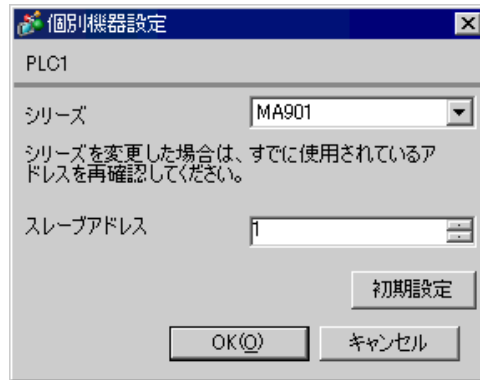 個別機器設定
PLC1
シリーズ
MA901
シリーズを変更した場合は、すでに使用されているア
ドレスを再確認してください。
スレーブアドレス
1
初期設定
OK(O)
キャンセル